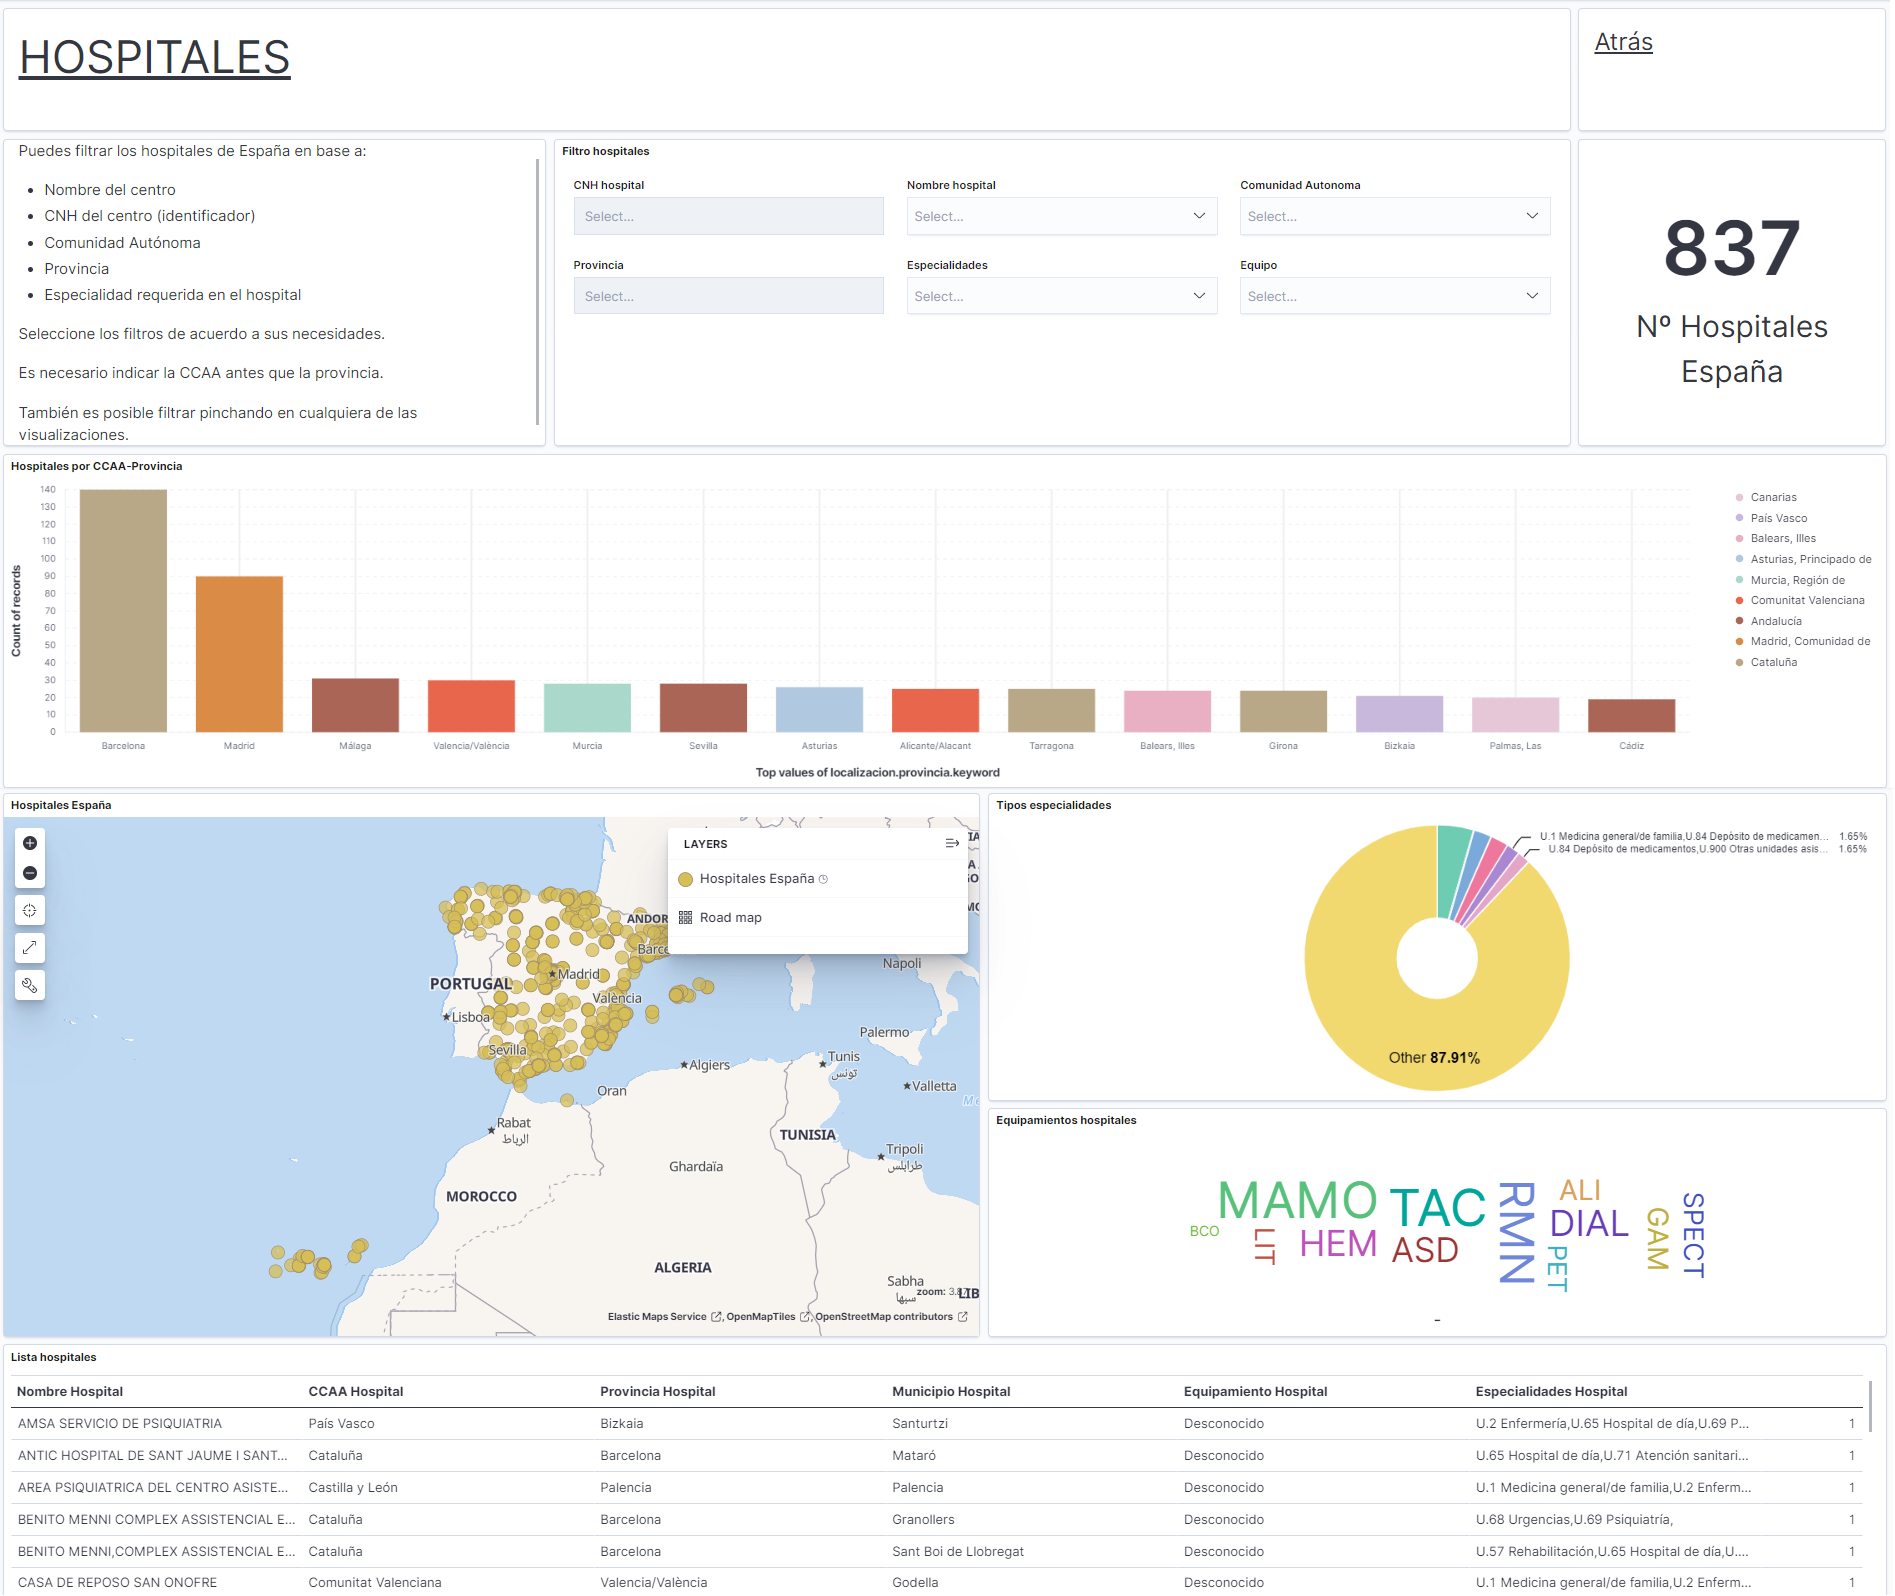 HOSPITALES
Atrás
Puedes filtrar los hospitales de España en base a:
Nombre del centro
CNH del centro (identificador)
Comunidad Autónoma
Provincia
Especialidad requerida en el hospital
Seleccione los filtros de acuerdo a sus necesidades.
Es necesario indicar la CCAA antes que la provincia.
También es posible filtrar pinchando en cualquiera de las
visualizaciones.
Filtro hospitales
CNH hospital
Nombre hospital
Comunidad Autonoma
Select...
Select...
Select...
Provincia
Especialidades
Equipo
Select...
Select...
Select...
837
Nº Hospitales
España
Hospitales por CCAA-Provincia
Count of records
140
130
120
110
100
90
80
70
60
50
40
30
20
10
0
Barcelona
Madrid
Málaga
Valencia/València
Murcia
Sevilla
Asturias
Alicante/Alacant
Tarragona
Balears, Illes
Girona
Bizkaia
Palmas, Las
Cádiz
Top values of localizacion.provincia.keyword
Canarias
País Vasco
Balears, Illes
Asturias, Principado de
Murcia, Región de
Comunitat Valenciana
Andalucía
Madrid, Comunidad de
Cataluña
Hospitales España
LAYERS
Hospitales España
Road map
ANDOR
Barce
Madrid
PORTUGAL
València
Lisboa
Sevilla
Napoli
Palermo
Algiers
Tunis
تونس
Valletta
Oran
Rabat
الرباط
TUNISIA
Tripoli
طرابلس
Ghardaïa
MOROCCO
ALGERIA
Sabha
سبها
LIB
zoom: 3.8
Elastic Maps Service , OpenMapTiles , OpenStreetMap contributors
Tipos especialidades
U.1 Medicina general/de familia,U.84 Depósito de medicamen... 1.65%
U.84 Depósito de medicamentos,U.900 Otras unidades asis... 1.65%
Other 87.91%
Equipamientos hospitales
MAMO
TAC
RMN
ALI
DIAL
SPECT
GAM
BCO
LIT
HEM
ASD
PET
-
Lista hospitales
Nombre Hospital CCAA Hospital Provincia Hospital Municipio Hospital Equipamiento Hospital Especialidades Hospital
AMSA SERVICIO DE PSIQUIATRIA País Vasco Bizkaia Santurtzi Desconocido U.2 Enfermería,U.65 Hospital de día,U.69 P... 1
ANTIC HOSPITAL DE SANT JAUME I SANT... Cataluña Barcelona Mataró Desconocido U.65 Hospital de día,U.71 Atención sanitari... 1
AREA PSIQUIATRICA DEL CENTRO ASISTE... Castilla y León Palencia Palencia Desconocido U.1 Medicina general/de familia,U.2 Enferm... 1
BENITO MENNI COMPLEX ASSISTENCIAL E... Cataluña Barcelona Granollers Desconocido U.68 Urgencias,U.69 Psiquiatría, 1
BENITO MENNI,COMPLEX ASSISTENCIAL E... Cataluña Barcelona Sant Boi de Llobregat Desconocido U.57 Rehabilitación,U.65 Hospital de día,U.... 1
CASA DE REPOSO SAN ONOFRE Comunitat Valenciana Valencia/València Godella Desconocido U.1 Medicina general/de familia,U.2 Enferm... 1